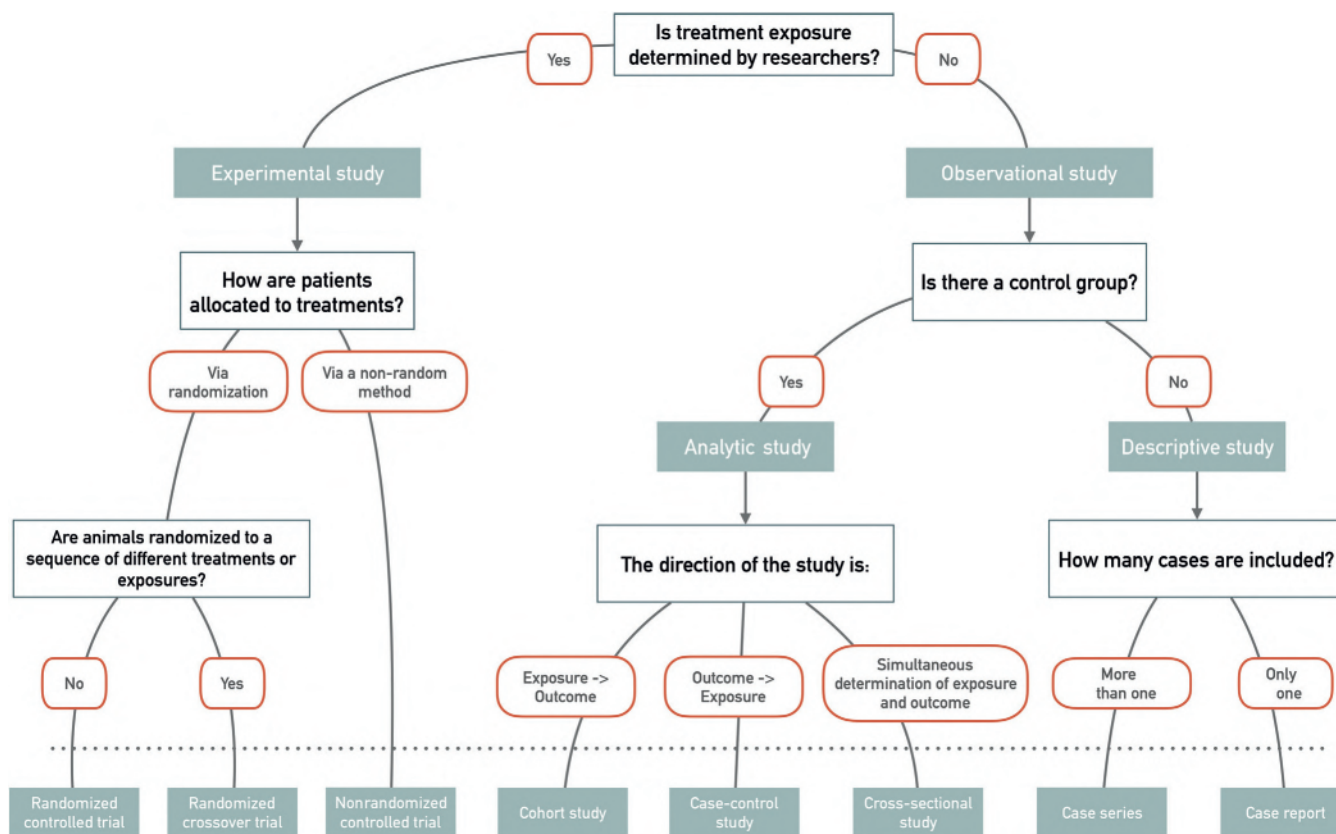 Is treatment exposure
determined by researchers?
Yes
No
Experimental study
Observational study
How are patients
allocated to treatments?
Is there a control group?
Via
randomization
Via a non-random
method
Yes
No
Analytic study
Descriptive study
Are animals randomized to a
sequence of different treatments or
exposures?
The direction of the study is:
How many cases are included?
No
Yes
Exposure ->
Outcome
Outcome ->
Exposure
Simultaneous
determination of exposure
and outcome
More
than one
Only
one
Randomized
controlled trial
Randomized
crossover trial
Nonrandomized
controlled trial
Cohort study
Case-control
study
Cross-sectional
study
Case series
Case report